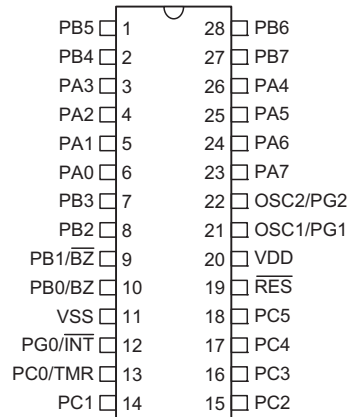 PB5 1 28 PB6
PB4 2 27 PB7
PA3 3 26 PA4
PA2 4 25 PA5
PA1 5 24 PA6
PA0 6 23 PA7
PB3 7 22 OSC2/PG2
PB2 8 21 OSC1/PG1
PB1/B̅Z̅ 9 20 VDD
PB0/BZ 10 19 R̅E̅S̅
VSS 11 18 PC5
PG0/I̅N̅T̅ 12 17 PC4
PC0/TMR 13 16 PC3
PC1 14 15 PC2